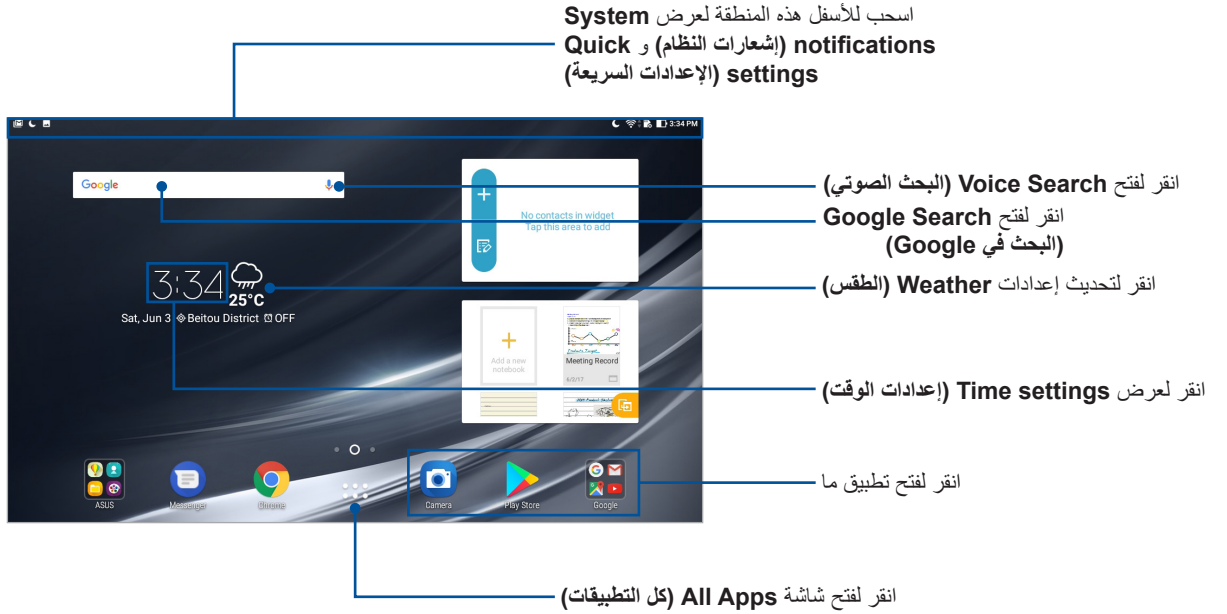 اسحب للأسفل هذه المنطقة لعرض System
notifications (إشعارات النظام) و Quick
settings (الإعدادات السريعة)
3:34 PM
Google
انقر لفتح Voice Search (البحث الصوتي)
No contacts in widget
Tap this area to add
انقر لفتح Google Search
(البحث في Google)
3:34
25°C
انقر لتحديث إعدادات Weather (الطقس)
Sat, Jun 3 Beitou District OFF
Add a new
notebook
Meeting Record
6/2/17
انقر لعرض Time settings (إعدادات الوقت)
انقر لفتح تطبيق ما
ASUS
Messenger
Chrome
Camera
Play Store
Google
انقر لفتح شاشة All Apps (كل التطبيقات)